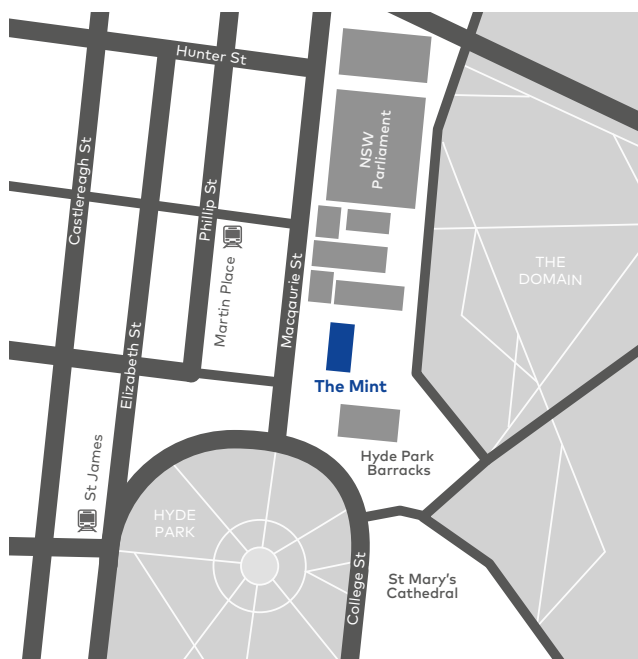 Hunter St
NSW
Parliament
Castlereagh St
Phillip St
THE
DOMAIN
Martin Place
Macqaurie St
Elizabeth St
The Mint
Hyde Park
Barracks
St James
HYDE
PARK
College St
St Mary's
Cathedral